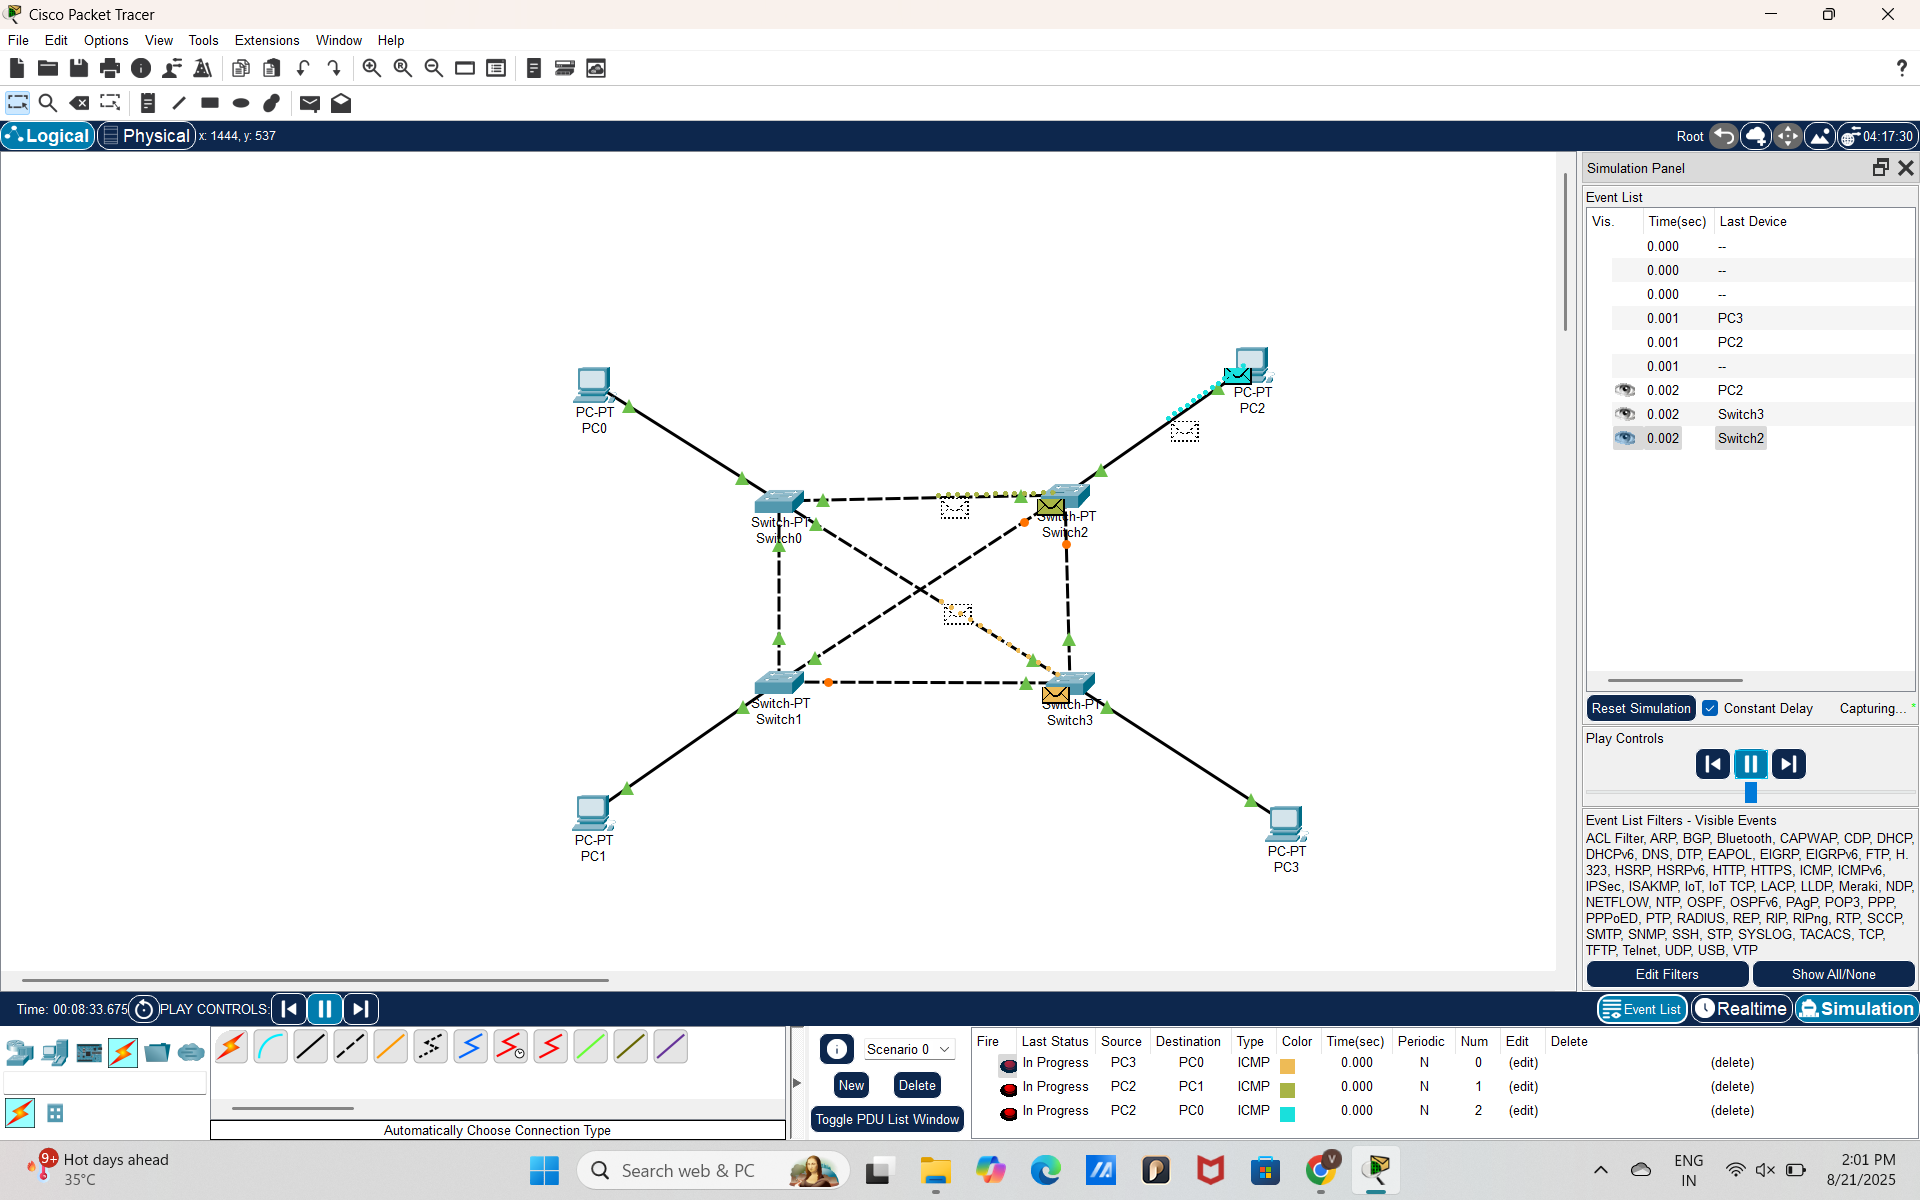 Cisco Packet Tracer
File Edit Options View Tools Extensions Window Help
?
Logical Physical x: 1444, y: 537
Root 04:17:30
Simulation Panel
Event List
Vis. Time(sec) Last Device
0.000 --
0.000 --
0.000 --
0.001 PC3
0.001 PC2
0.001 --
0.002 PC2
0.002 Switch3
0.002 Switch2
PC-PT
PC0
PC-PT
PC2
Switch-PT
Switch0
Switch-PT
Switch2
Switch-PT
Switch1
Switch-PT
Switch3
PC-PT
PC1
PC-PT
PC3
Reset Simulation Constant Delay Capturing...
Play Controls
Event List Filters - Visible Events
ACL Filter, ARP, BGP, Bluetooth, CAPWAP, CDP, DHCP,
DHCPv6, DNS, DTP, EAPOL, EIGRP, EIGRPv6, FTP, H.
323, HSRP, HSRPv6, HTTP, HTTPS, ICMP, ICMPv6,
IPSec, ISAKMP, IoT, IoT TCP, LACP, LLDP, Meraki, NDP,
NETFLOW, NTP, OSPF, OSPFv6, PAgP, POP3, PPP,
PPPoED, PTP, RADIUS, REP, RIP, RIPng, RTP, SCCP,
SMTP, SNMP, SSH, STP, SYSLOG, TACACS, TCP,
TFTP, Telnet, UDP, USB, VTP
Edit Filters Show All/None
Time: 00:08:33.675 PLAY CONTROLS:
Event List Realtime Simulation
Scenario 0
New Delete
Toggle PDU List Window
Fire Last Status Source Destination Type Color Time(sec) Periodic Num Edit Delete
In Progress PC3 PC0 ICMP 0.000 N 0 (edit) (delete)
In Progress PC2 PC1 ICMP 0.000 N 1 (edit) (delete)
In Progress PC2 PC0 ICMP 0.000 N 2 (edit) (delete)
Automatically Choose Connection Type
9+ Hot days ahead
35°C
Search web & PC
V
ENG
IN
2:01 PM
8/21/2025